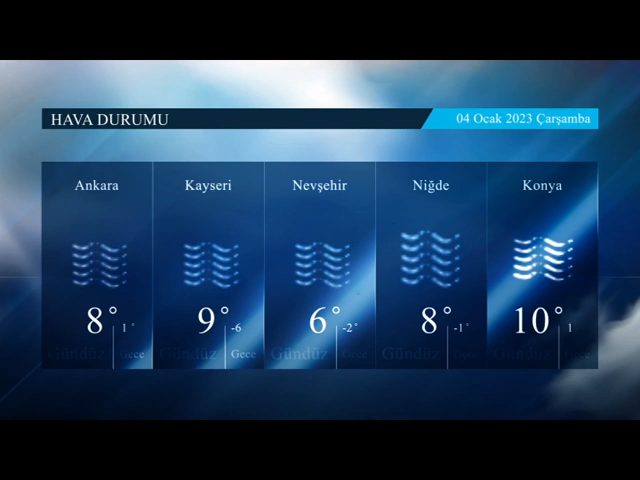 HAVA DURUMU
04 Ocak 2023 Çarşamba
Ankara
8° 1°
Gündüz Gece
Kayseri
9° -6
Gündüz Gece
Nevşehir
6° -2°
Gündüz Gece
Niğde
8° -1°
Gündüz Gece
Konya
10° 1
Gündüz Gece